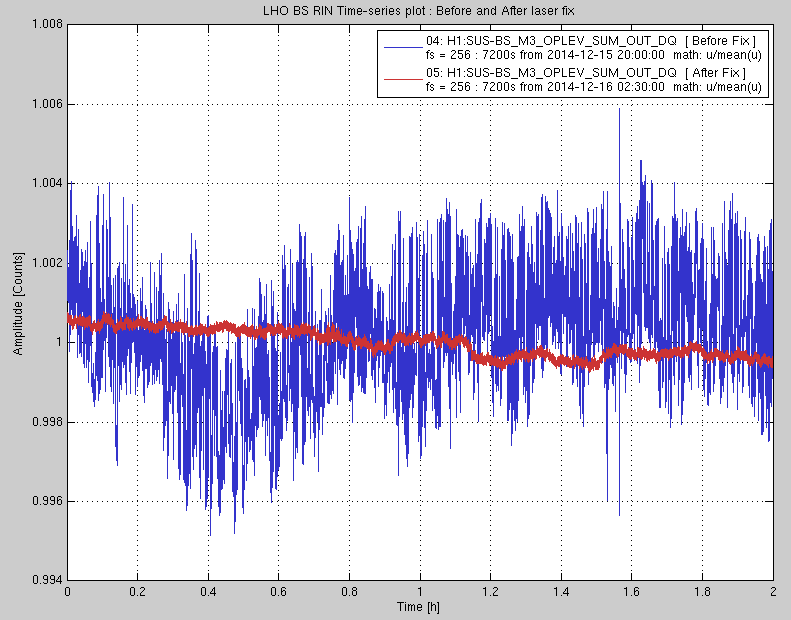 LHO BS RIN Time-series plot : Before and After laser fix
04: H1:SUS-BS_M3_OPLEV_SUM_OUT_DQ [ Before Fix ]
fs = 256 : 7200s from 2014-12-15 20:00:00 math: u/mean(u)
05: H1:SUS-BS_M3_OPLEV_SUM_OUT_DQ [ After Fix ]
fs = 256 : 7200s from 2014-12-16 02:30:00 math: u/mean(u)
1.008
1.006
1.004
1.002
1
0.998
0.996
0.994
Amplitude [Counts]
0 0.2 0.4 0.6 0.8 1 1.2 1.4 1.6 1.8 2
Time [h]